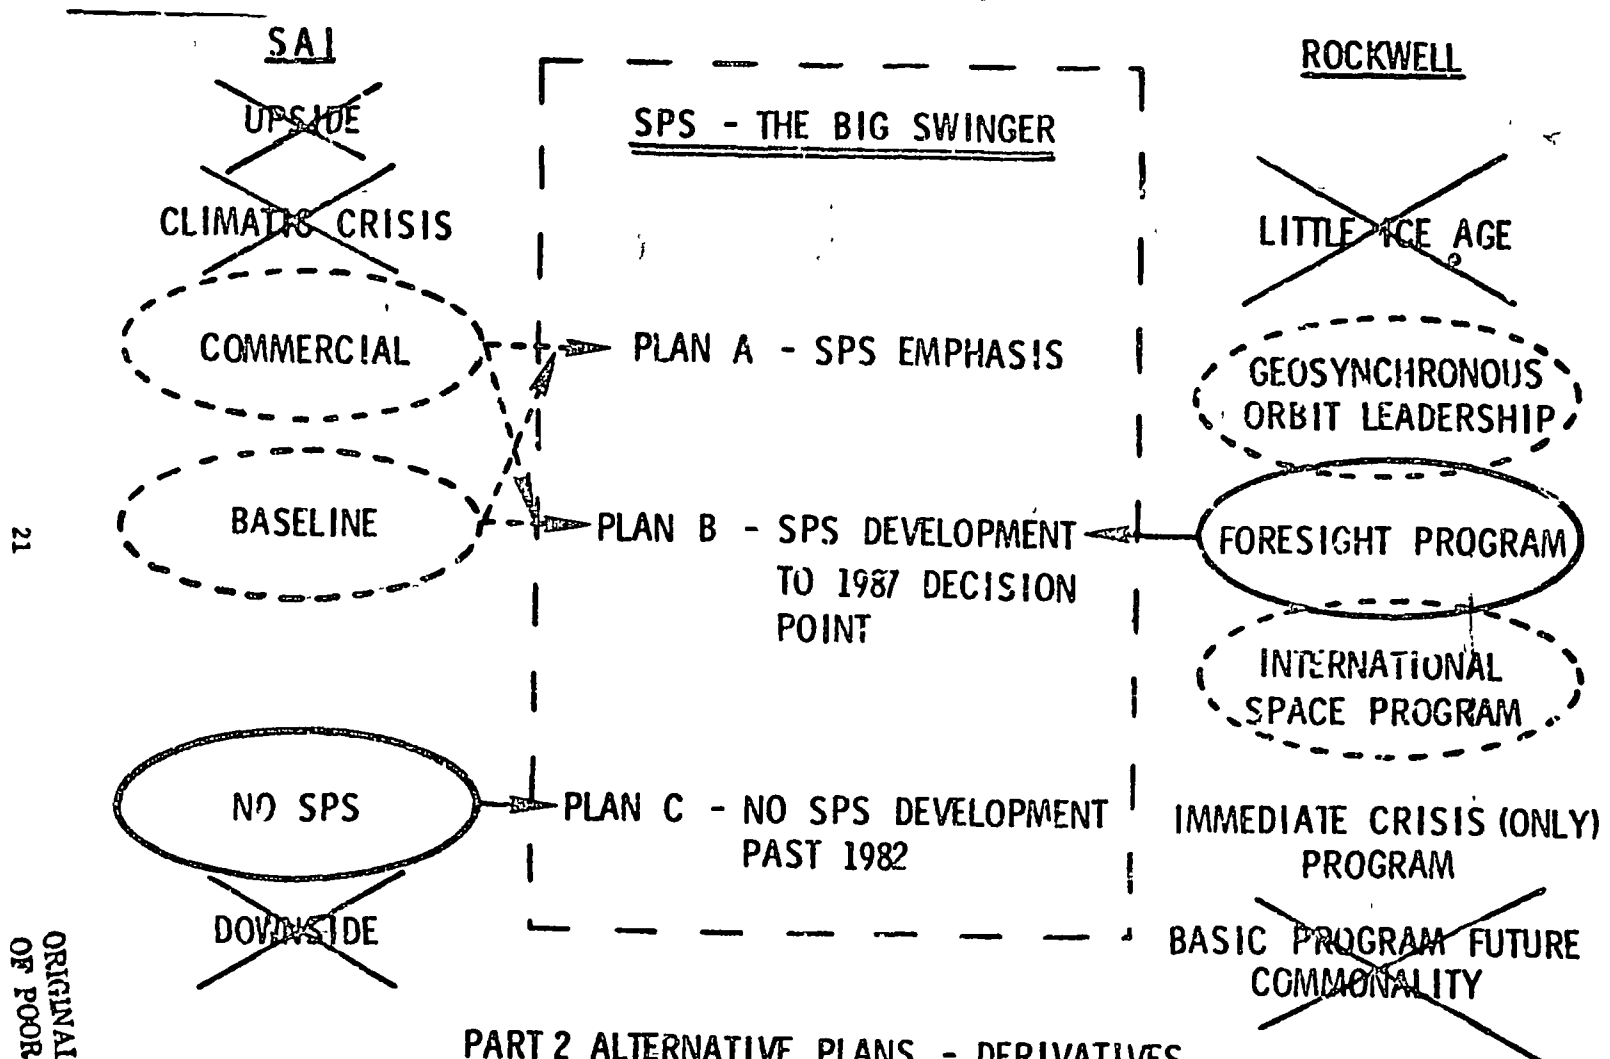 SAI
UPSIDE
CLIMATIC CRISIS
COMMERCIAL
BASELINE
NO SPS
DOWNSIDE
SPS - THE BIG SWINGER
PLAN A - SPS EMPHASIS
PLAN B - SPS DEVELOPMENT
TO 1987 DECISION
POINT
PLAN C - NO SPS DEVELOPMENT
PAST 1982
ROCKWELL
LITTLE ICE AGE
GEOSYNCHRONOUS
ORBIT LEADERSHIP
FORESIGHT PROGRAM
INTERNATIONAL
SPACE PROGRAM
IMMEDIATE CRISIS (ONLY)
PROGRAM
BASIC PROGRAM FUTURE
COMMONALITY
PART 2 ALTERNATIVE PLANS - DERIVATIVES
21
ORIGINAL
OF POOR